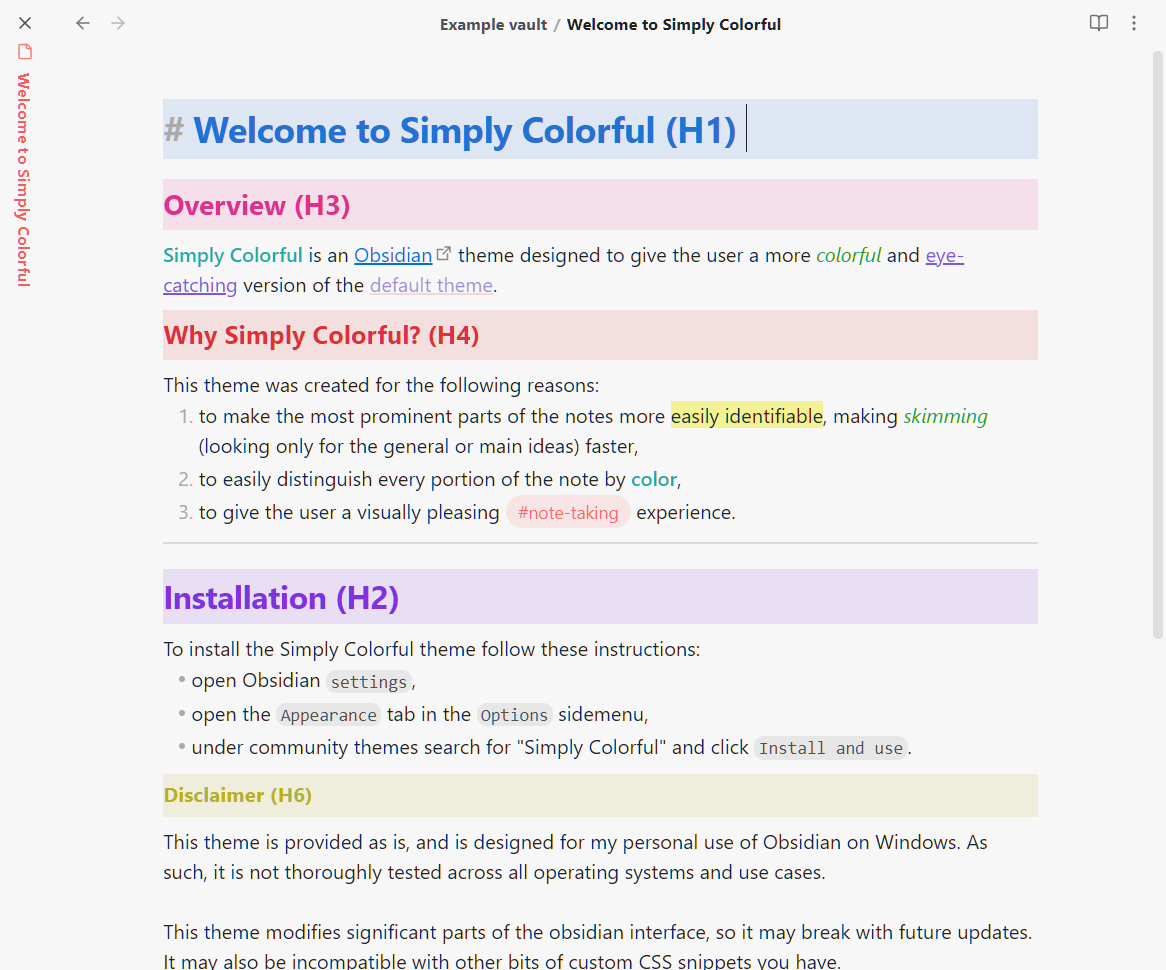 Example vault / Welcome to Simply Colorful
Welcome to Simply Colorful
# Welcome to Simply Colorful (H1)
Overview (H3)
Simply Colorful is an Obsidian theme designed to give the user a more colorful and eye-
catching version of the default theme.
Why Simply Colorful? (H4)
This theme was created for the following reasons:
1. to make the most prominent parts of the notes more easily identifiable, making skimming
(looking only for the general or main ideas) faster,
2. to easily distinguish every portion of the note by color,
3. to give the user a visually pleasing #note-taking experience.
Installation (H2)
To install the Simply Colorful theme follow these instructions:
• open Obsidian settings,
• open the Appearance tab in the Options sidemenu,
• under community themes search for "Simply Colorful" and click Install and use.
Disclaimer (H6)
This theme is provided as is, and is designed for my personal use of Obsidian on Windows. As
such, it is not thoroughly tested across all operating systems and use cases.
This theme modifies significant parts of the obsidian interface, so it may break with future updates.
It may also be incompatible with other bits of custom CSS snippets you have.